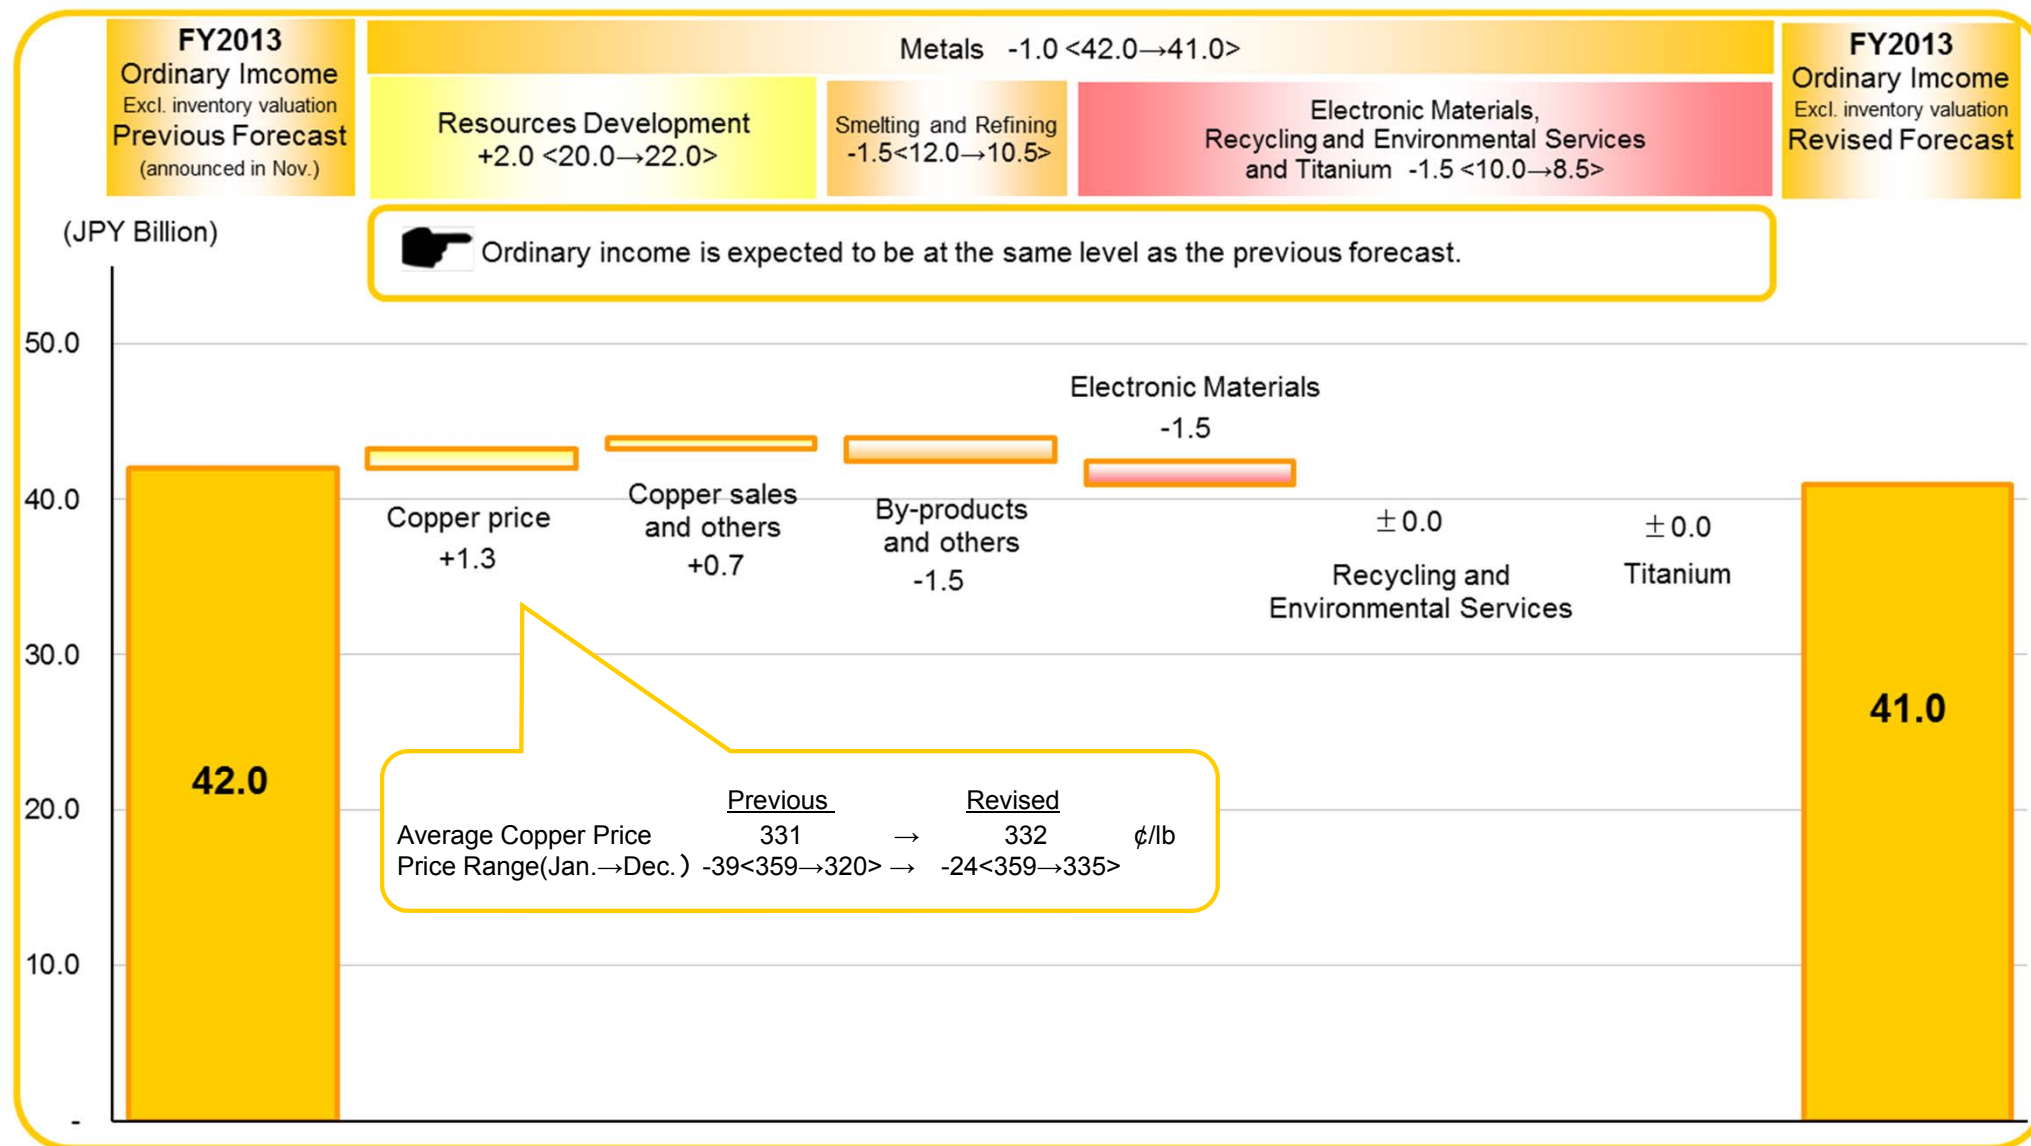 FY2013
Ordinary Imcome
Excl. inventory valuation
Previous Forecast
(announced in Nov.)
Metals -1.0 <42.0→41.0>
Resources Development
+2.0 <20.0→22.0>
Smelting and Refining
-1.5<12.0→10.5>
Electronic Materials,
Recycling and Environmental Services
and Titanium -1.5 <10.0→8.5>
FY2013
Ordinary Imcome
Excl. inventory valuation
Revised Forecast
(JPY Billion)
Ordinary income is expected to be at the same level as the previous forecast.
50.0
40.0
30.0
20.0
10.0
-
42.0
Copper price
+1.3
Copper sales
and others
+0.7
By-products
and others
-1.5
Electronic Materials
-1.5
±0.0
Recycling and
Environmental Services
±0.0
Titanium
41.0
Previous Revised
Average Copper Price 331 → 332 ¢/lb
Price Range(Jan.→Dec.) -39<359→320> → -24<359→335>